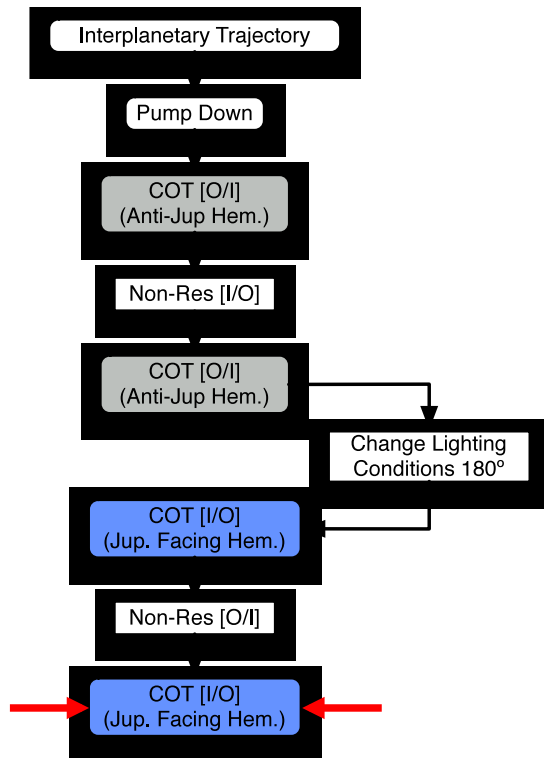 Interplanetary Trajectory
Pump Down
COT [O/I]
(Anti-Jup Hem.)
Non-Res [I/O]
COT [O/I]
(Anti-Jup Hem.)
Change Lighting
Conditions 180º
COT [I/O]
(Jup. Facing Hem.)
Non-Res [O/I]
COT [I/O]
(Jup. Facing Hem.)